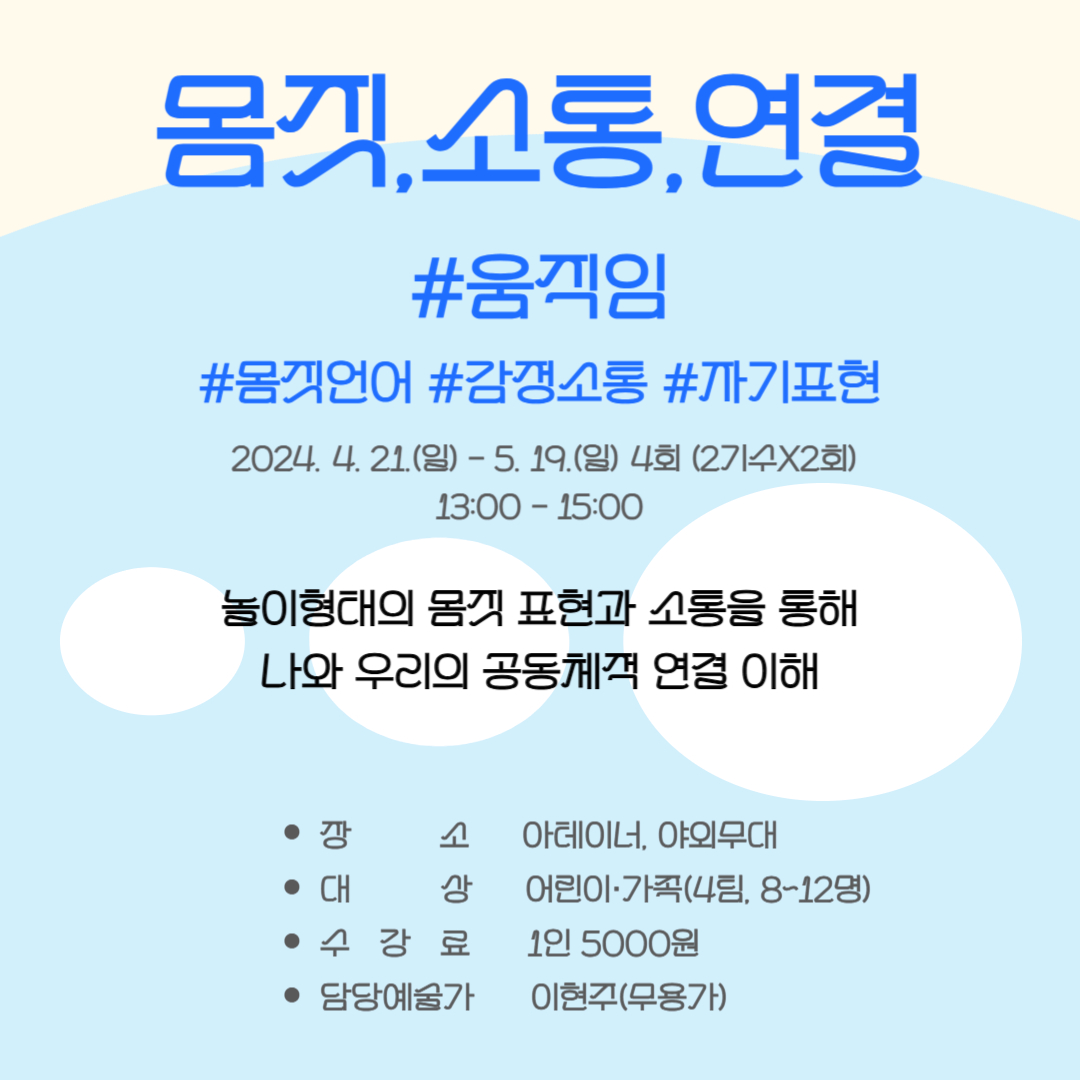 몸짓,소통,연결
#움직임
#몸짓언어 #감정소통 #자기표현
2024. 4. 21.(일) - 5. 19.(일) 4회 (2기수X2회)
13:00 - 15:00
놀이형태의 몸짓 표현과 소통을 통해
나와 우리의 공동체적 연결 이해
• 장 소 아테이너, 야외무대
• 대 상 어린이·가족(4팀, 8~12명)
• 수 강 료 1인 5000원
• 담당예술가 이현주(무용가)